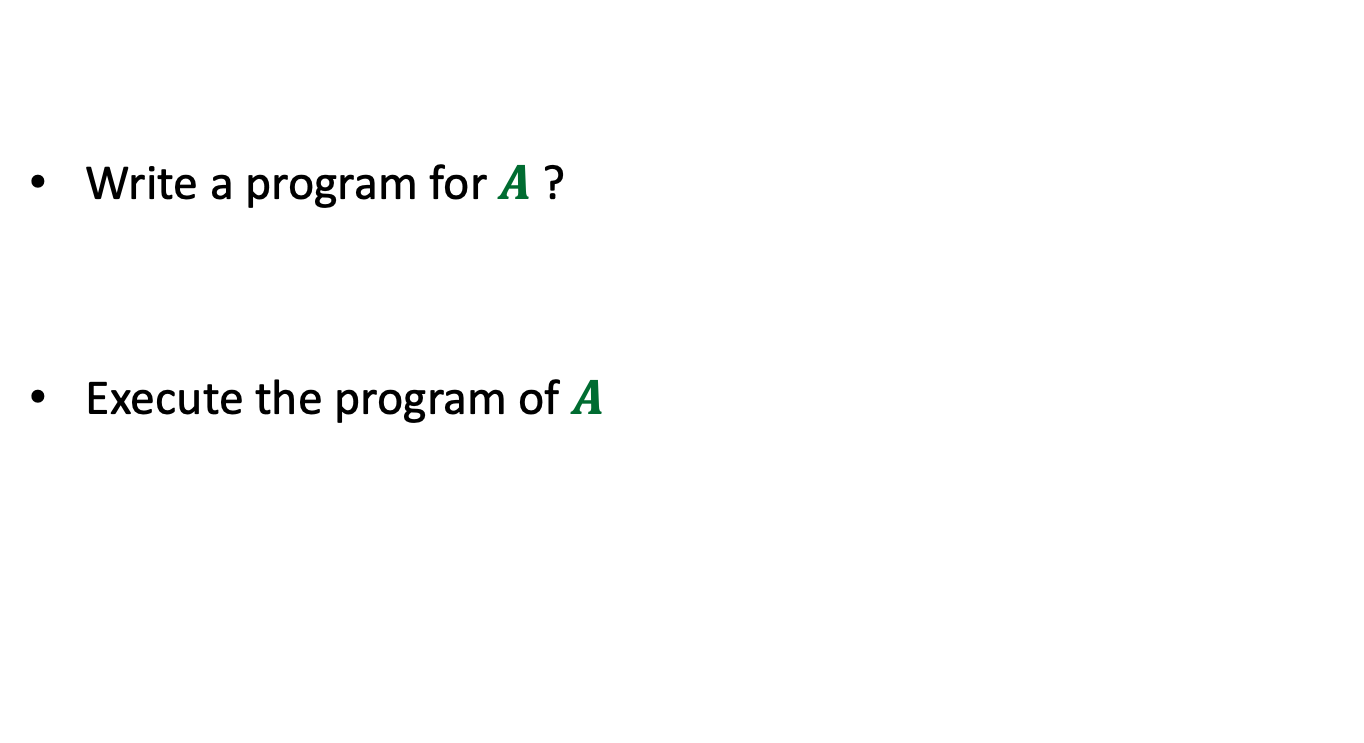 • Write a program for A ?
• Execute the program of A